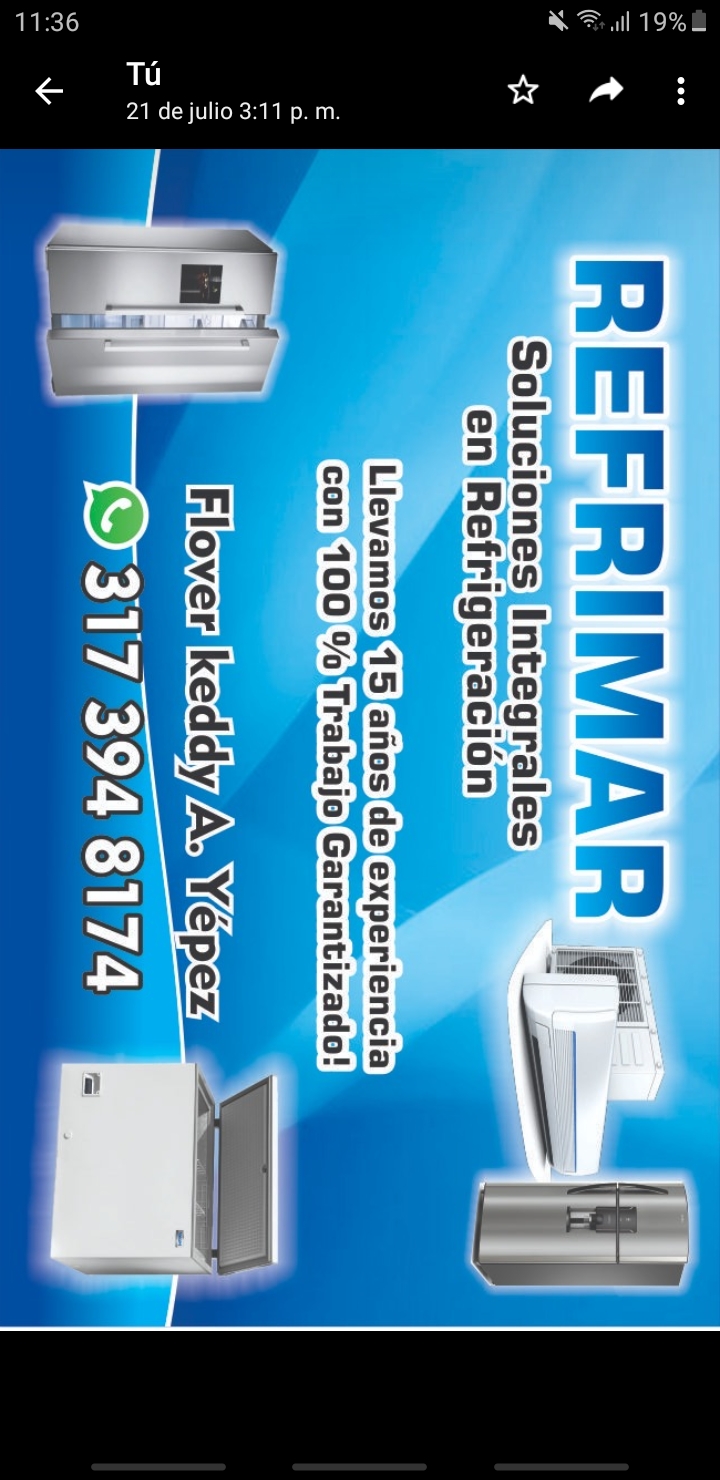 11:36
19%
Tú
21 de julio 3:11 p. m.
REFRIMAR
Soluciones Integrales
en Refrigeración
Llevamos 15 años de experiencia
con 100 % Trabajo Garantizado!
Flover keddy A. Yépez
317 394 8174